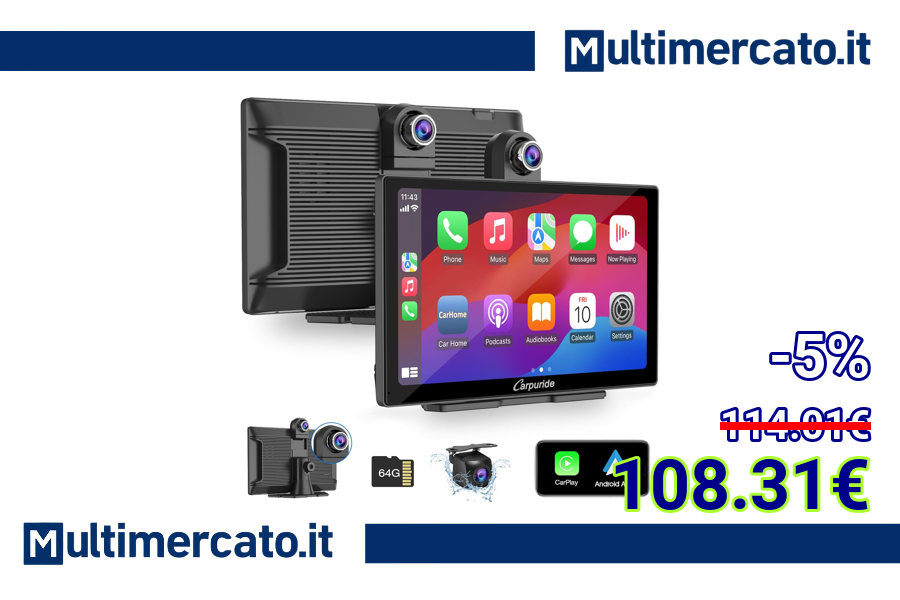 Multimercato.it
11:43
Phone
Music
Maps
Messages
Now Playing
CarHome
FRI
10
Car Home
Podcasts
Audiobooks
Calendar
Settings
Carpuride
-5%
114.01€
64G
CarPlay
Android A
108.31€
Multimercato.it